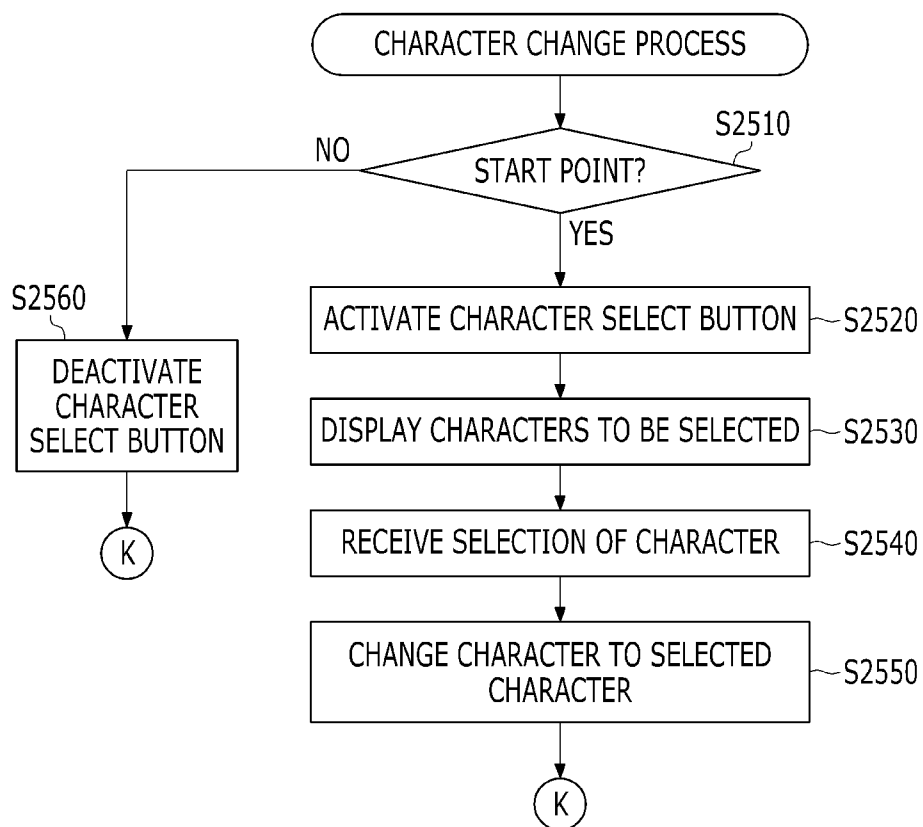 CHARACTER CHANGE PROCESS
S2510
START POINT?
NO
YES
ACTIVATE CHARACTER SELECT BUTTON
S2520
S2560
DEACTIVATE
CHARACTER
SELECT BUTTON
DISPLAY CHARACTERS TO BE SELECTED
S2530
K
RECEIVE SELECTION OF CHARACTER
S2540
CHANGE CHARACTER TO SELECTED
CHARACTER
S2550
K